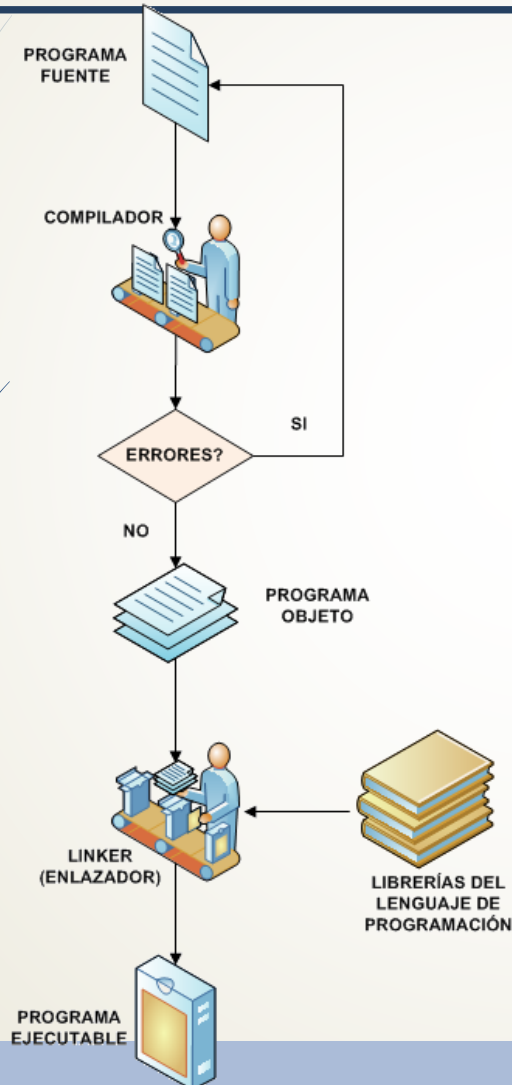 PROGRAMA
FUENTE
COMPILADOR
ERRORES?
SI
NO
PROGRAMA
OBJETO
LINKER
(ENLAZADOR)
LIBRERÍAS DEL
LENGUAJE DE
PROGRAMACIÓN
PROGRAMA
EJECUTABLE